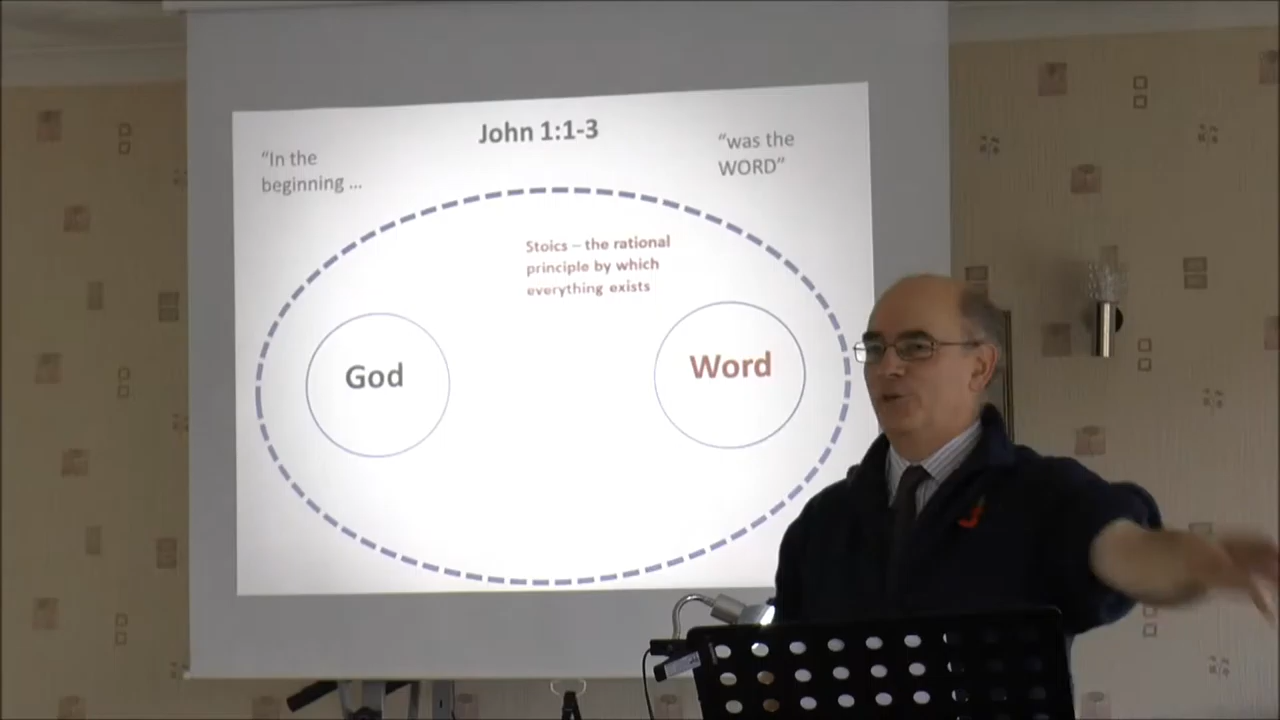 John 1:1-3
“In the
beginning ...
“was the
WORD”
Stoics – the rational
principle by which
everything exists
God
Word